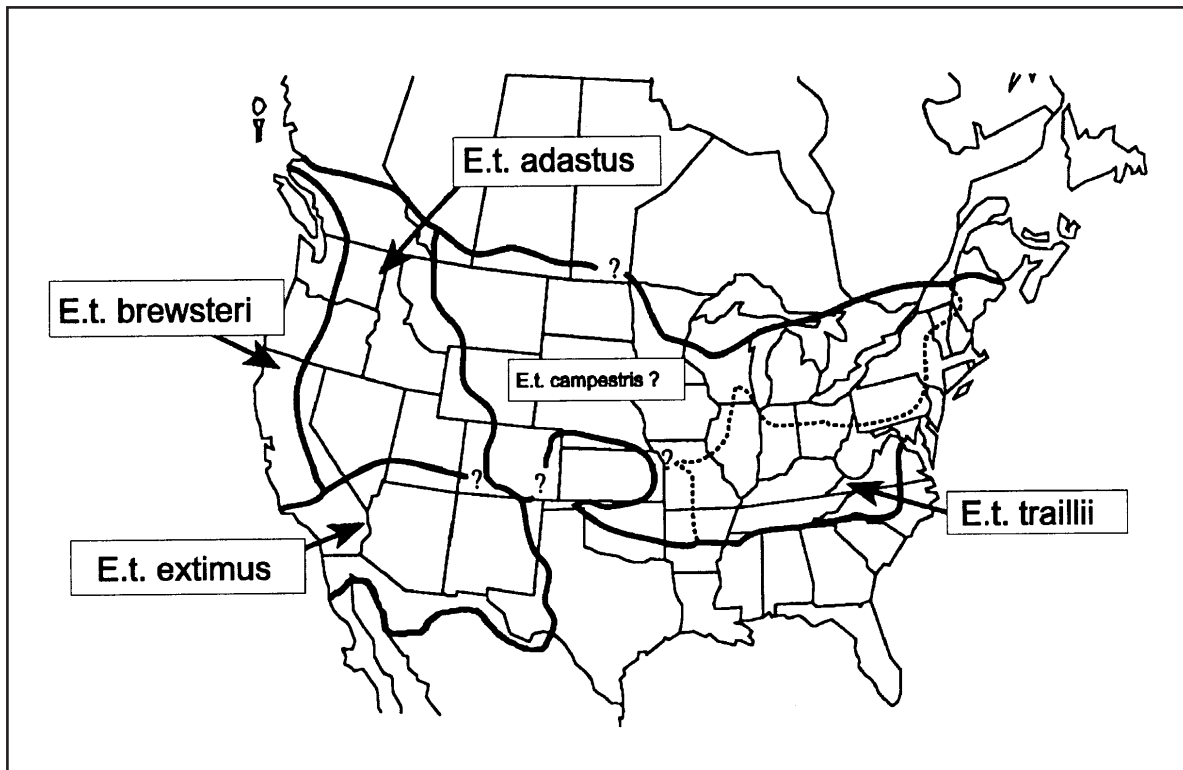 E.t. adastus
?
E.t. brewsteri
E.t. campestris ?
?
?
?
E.t. traillii
E.t. extimus